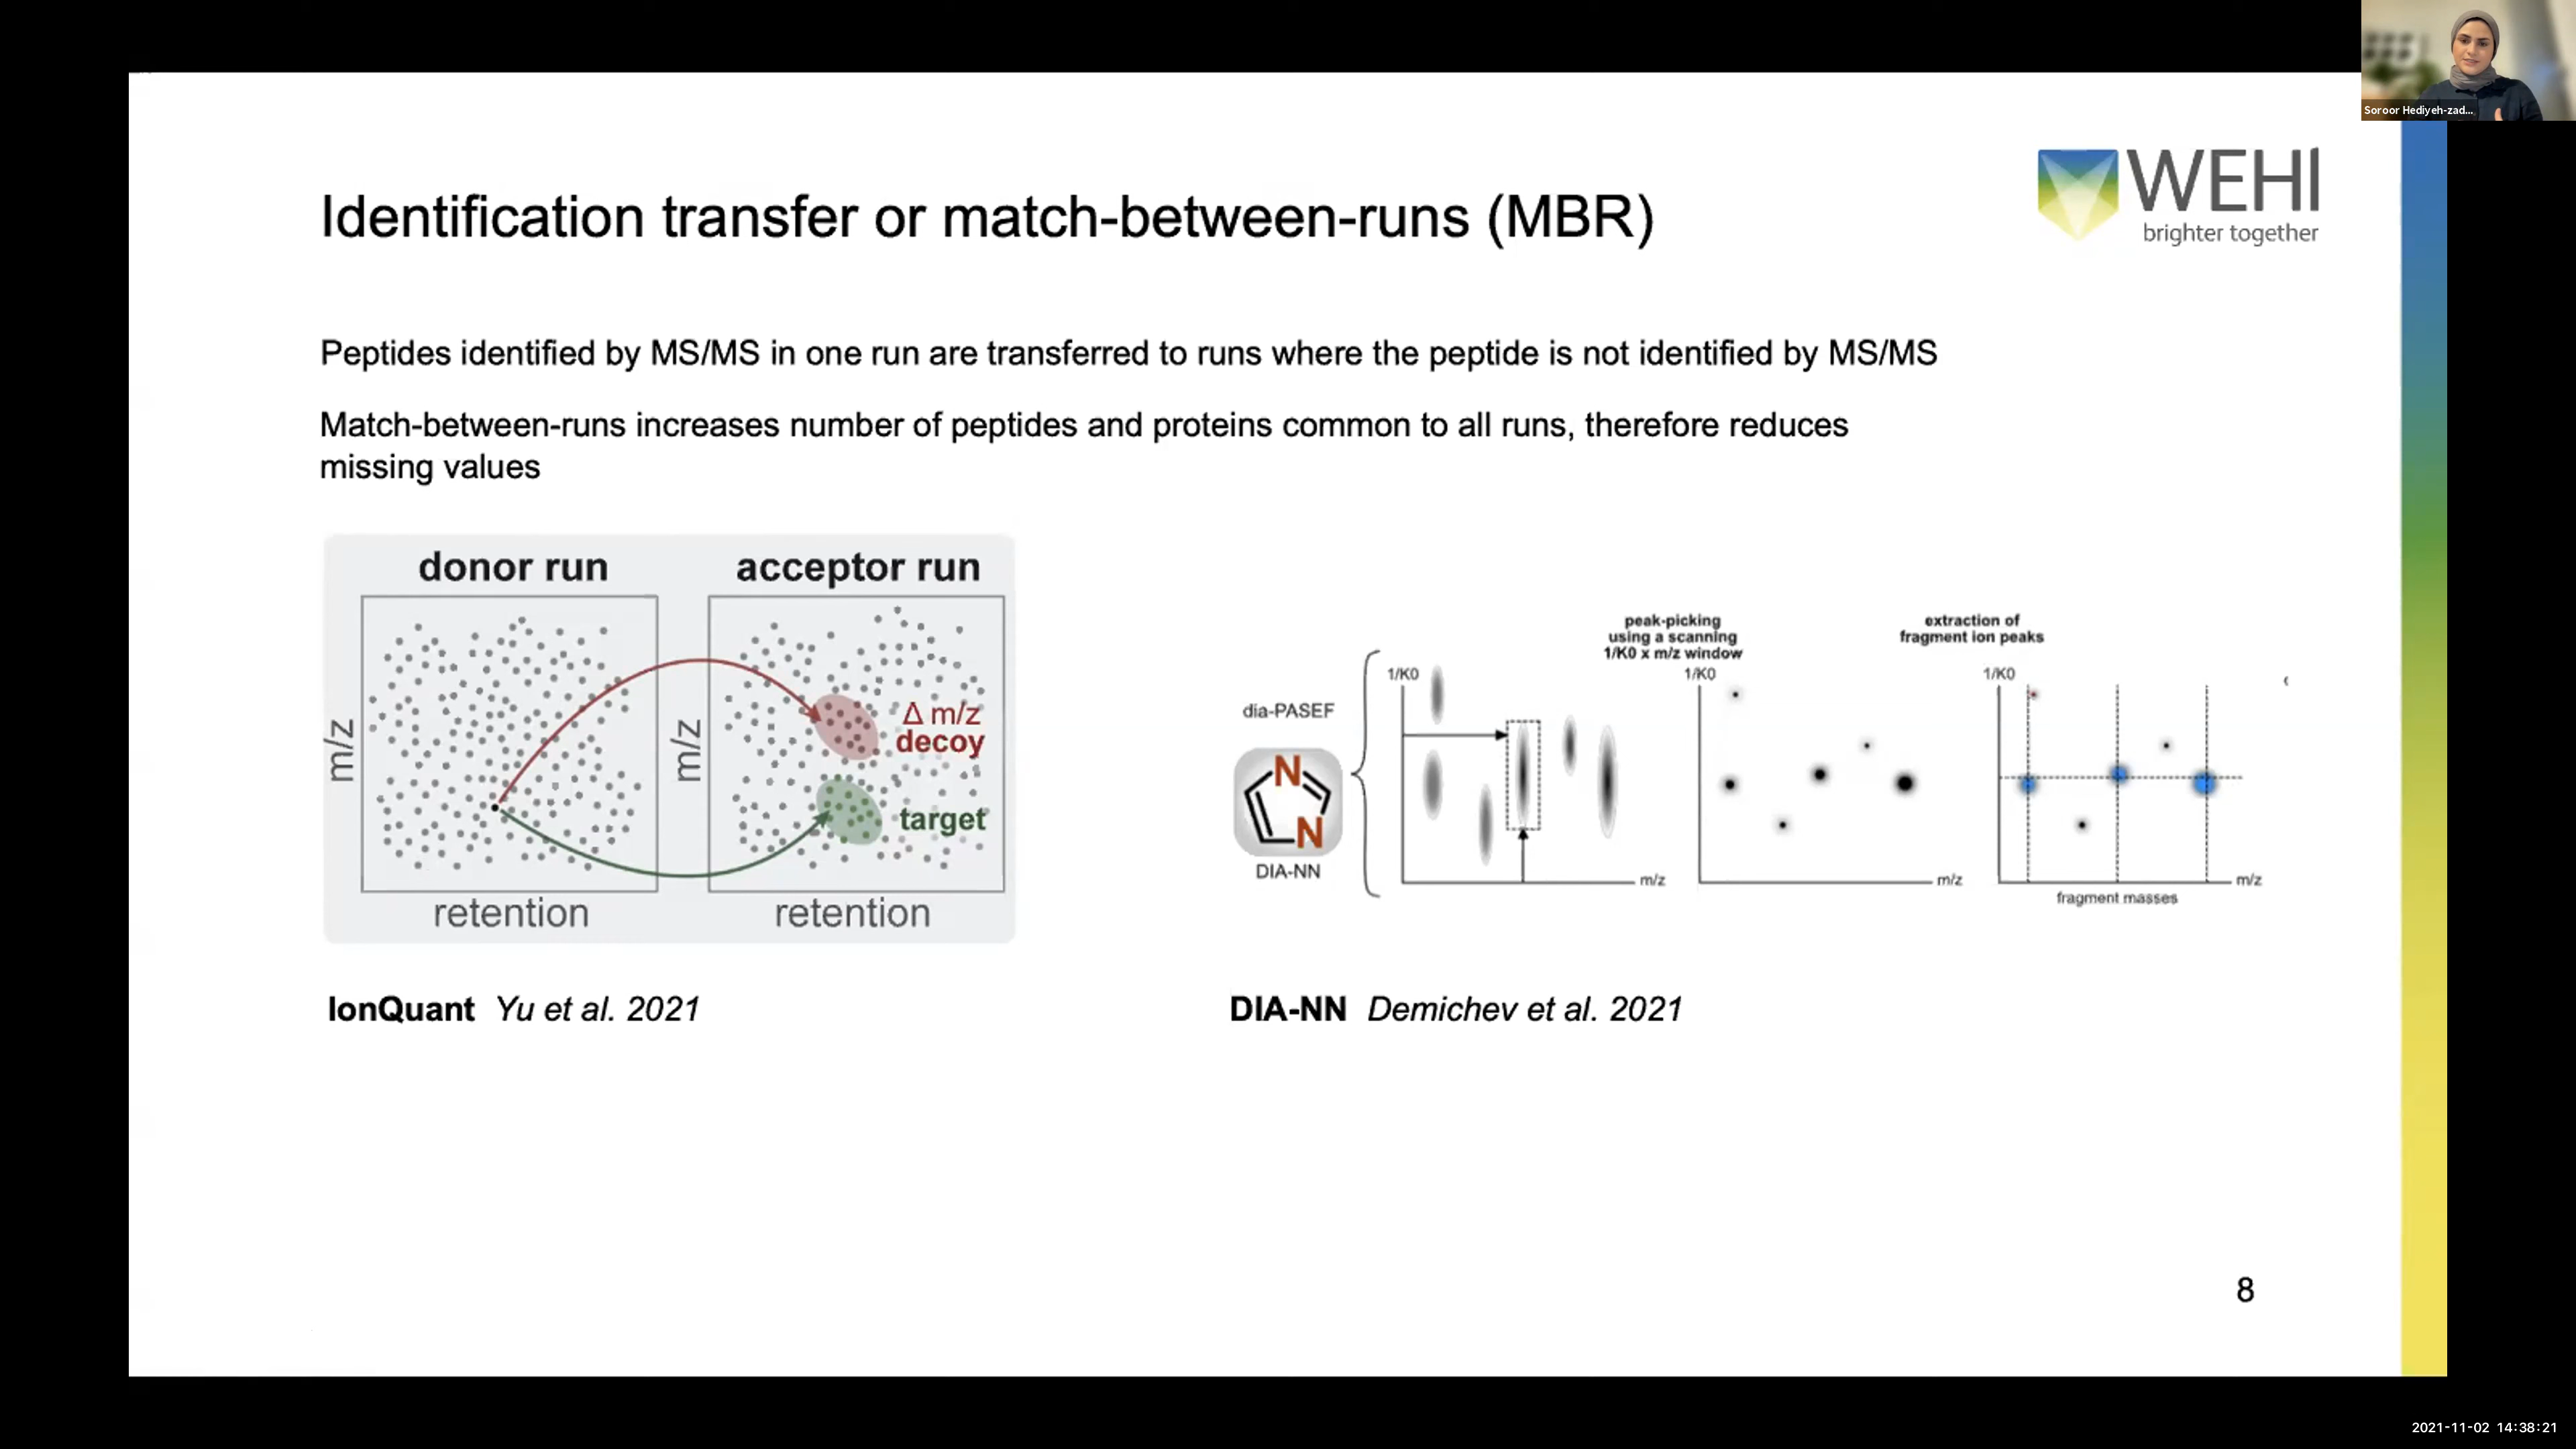 Soroor Hediyeh-zad...
WEHI
brighter together
Identification transfer or match-between-runs (MBR)
Peptides identified by MS/MS in one run are transferred to runs where the peptide is not identified by MS/MS
Match-between-runs increases number of peptides and proteins common to all runs, therefore reduces
missing values
donor run
acceptor run
m/z
m/z
Δ m/z
decoy
target
retention
retention
IonQuant Yu et al. 2021
dia-PASEF
N
N
DIA-NN
1/K0
m/z
peak-picking
using a scanning
1/K0 x m/z window
1/K0
m/z
extraction of
fragment ion peaks
1/K0
m/z
fragment masses
DIA-NN Demichev et al. 2021
8
2021-11-02 14:38:21